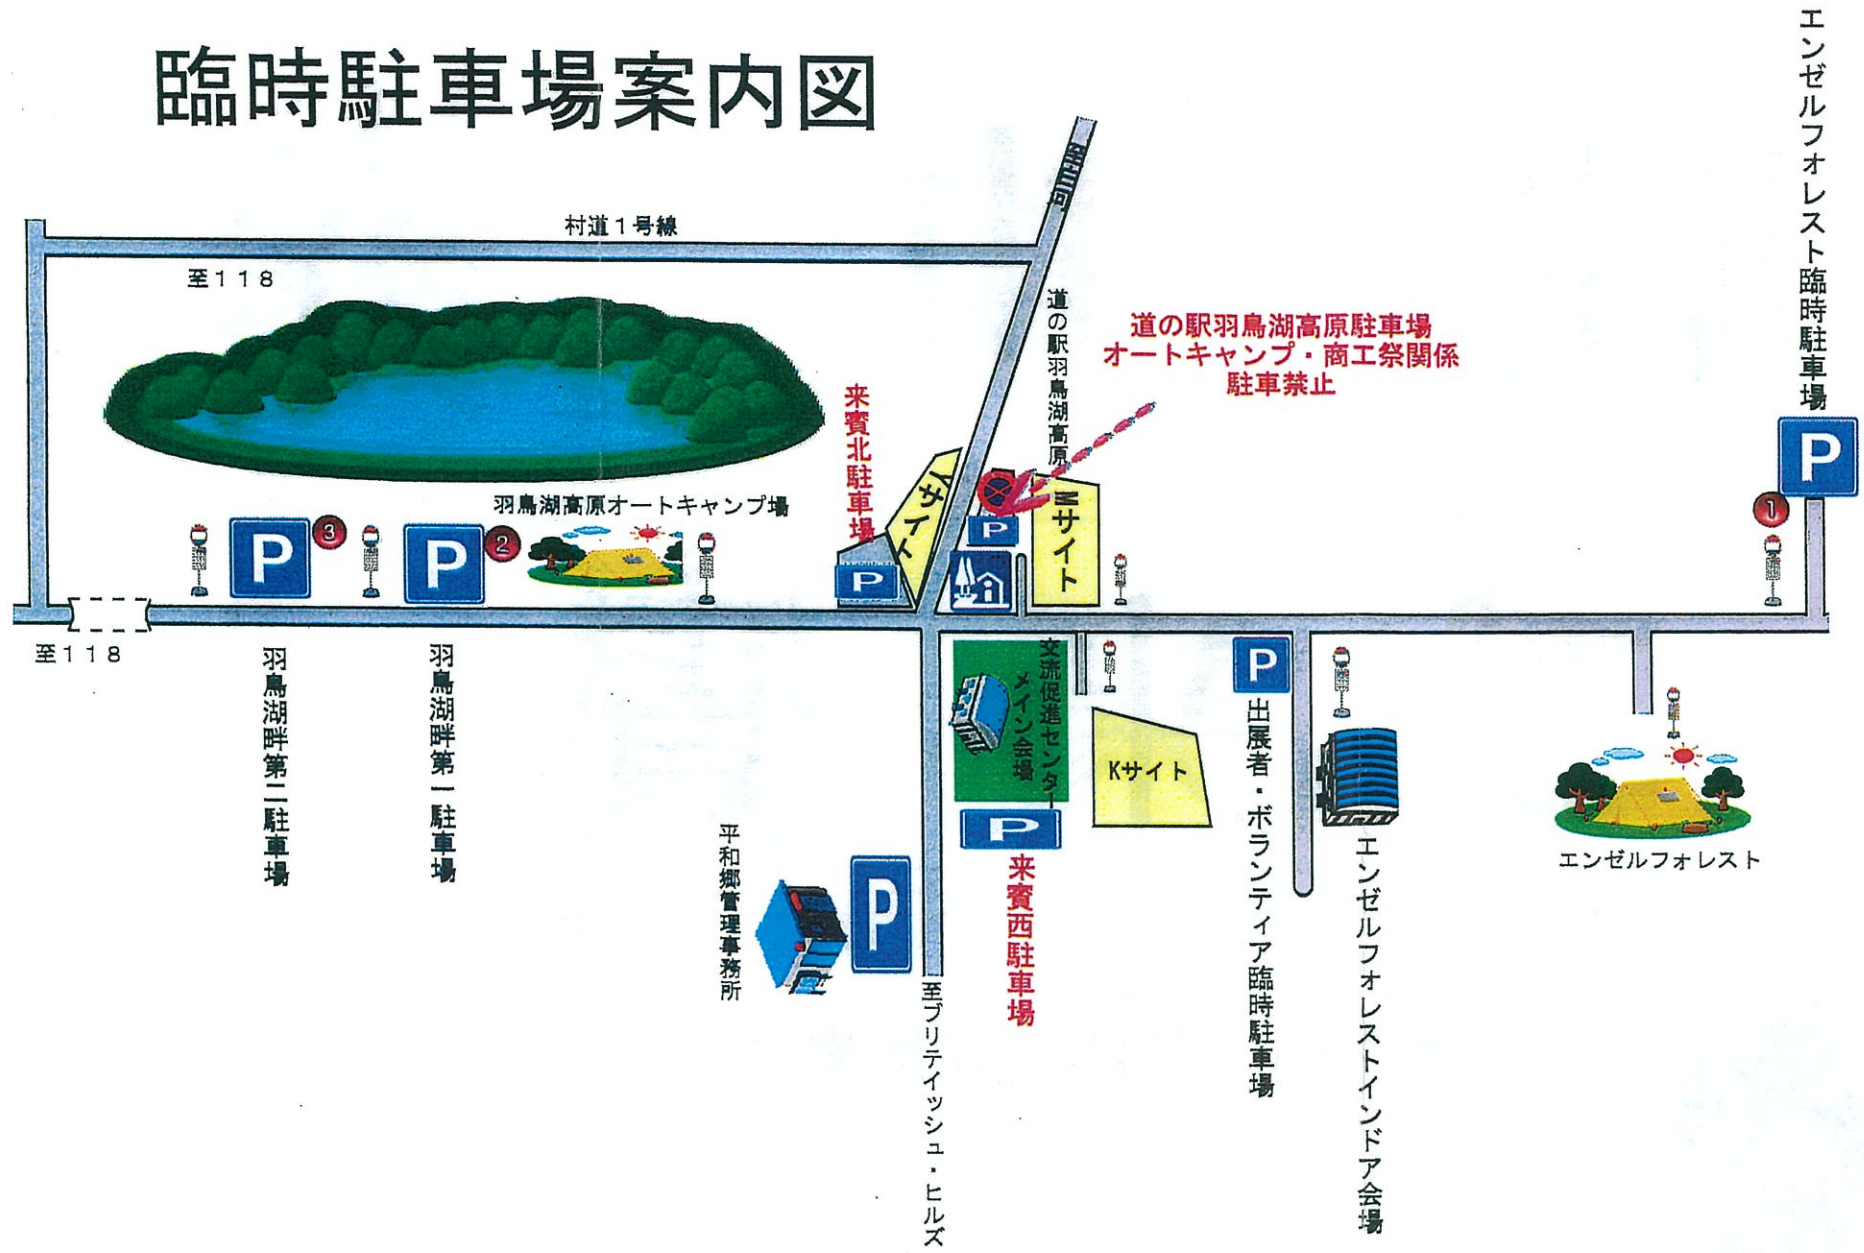 臨時駐車場案内図
エンゼルフォレスト臨時駐車場
至白河
村道１号線
至１１８
道の駅羽鳥湖高原
道の駅羽鳥湖高原駐車場
オートキャンプ・商工祭関係
駐車禁止
来賓北駐車場
Yサイト
Mサイト
羽鳥湖高原オートキャンプ場
P
3
P
2
P
P
P
1
至１１８
羽鳥湖畔第二駐車場
羽鳥湖畔第一駐車場
交流促進センター
メイン会場
Kサイト
P
出展者・ボランティア臨時駐車場
P
来賓西駐車場
平和郷管理事務所
P
至ブリテイッシュ・ヒルズ
エンゼルフォレストインドア会場
エンゼルフォレスト